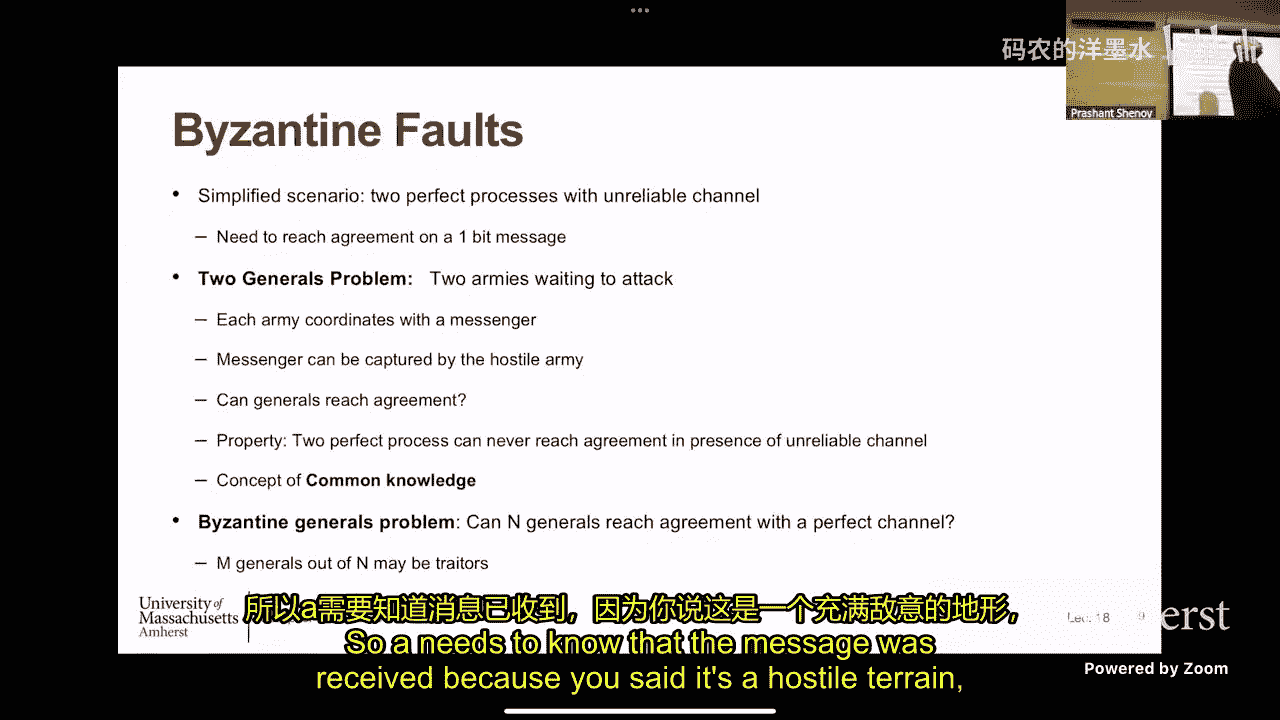 码农的洋墨水
Prashant Shenoy
Byzantine Faults
• Simplified scenario: two perfect processes with unreliable channel
– Need to reach agreement on a 1 bit message
• Two Generals Problem: Two armies waiting to attack
– Each army coordinates with a messenger
– Messenger can be captured by the hostile army
– Can generals reach agreement?
– Property: Two perfect process can never reach agreement in presence of unreliable channel
– Concept of Common knowledge
• Byzantine generals problem: Can N generals reach agreement with a perfect channel?
– M generals out of N may be traitors
University of
Massachusetts
Amherst
Lec. 18 9
erst
所以a需要知道消息已收到，因为你说这是一个充满敌意的地形，
So a needs to know that the message was
received because you said it's a hostile terrain,
Powered by Zoom